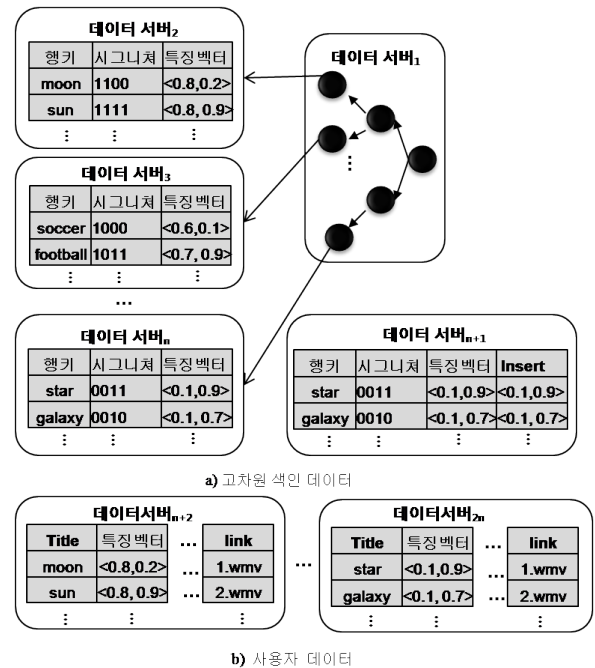 데이터 서버2
행키 시그니쳐 특징벡터
moon 1100 <0.8,0.2>
sun 1111 <0.8, 0.9>
⋮ ⋮ ⋮
데이터 서버1
⋮
데이터 서버3
행키 시그니쳐 특징벡터
soccer 1000 <0.6,0.1>
football 1011 <0.7, 0.9>
⋮ ⋮ ⋮
...
데이터 서버n
행키 시그니쳐 특징벡터
star 0011 <0.1,0.9>
galaxy 0010 <0.1, 0.7>
⋮ ⋮ ⋮
데이터 서버n+1
행키 시그니쳐 특징벡터 Insert
star 0011 <0.1,0.9> <0.1,0.9>
galaxy 0010 <0.1, 0.7> <0.1, 0.7>
⋮ ⋮ ⋮ ⋮
a) 고차원 색인 데이터
데이터서버n+2
Title 특징벡터 ... link
moon <0.8,0.2> ... 1.wmv
sun <0.8, 0.9> ... 2.wmv
⋮ ⋮ ⋮
...
데이터서버2n
Title 특징벡터 ... link
star <0.1,0.9> ... 1.wmv
galaxy <0.1, 0.7> ... 2.wmv
⋮ ⋮ ⋮
b) 사용자 데이터